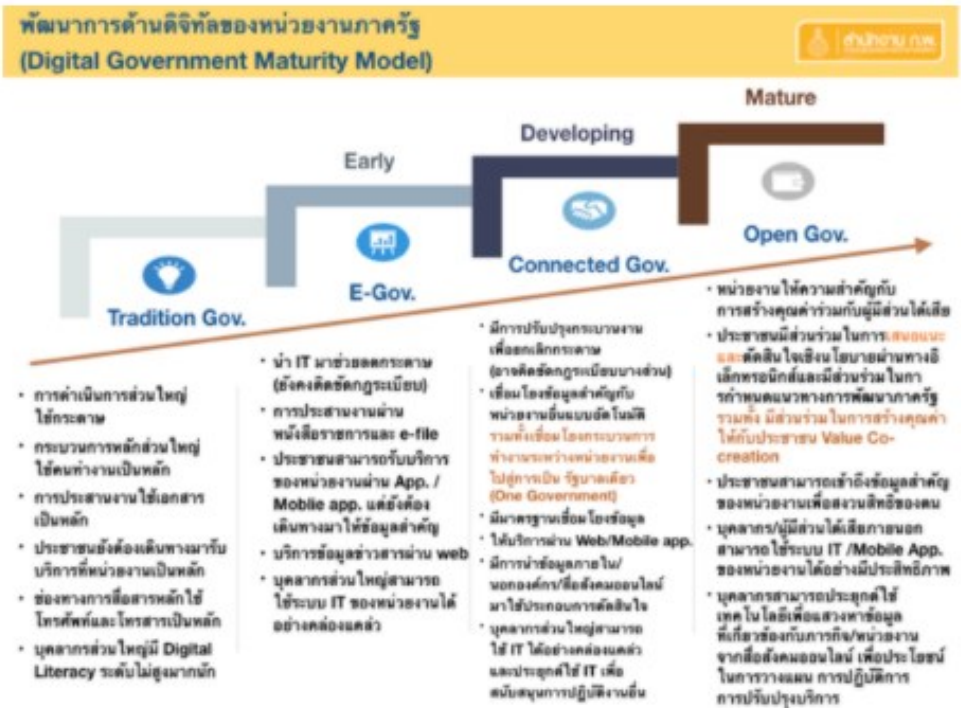 พัฒนาการด้านดิจิทัลของหน่วยงานภาครัฐ
(Digital Government Maturity Model)
สำนักงาน ก.พ.
Mature
Developing
Early
Open Gov.
Connected Gov.
E-Gov.
Tradition Gov.
• การดำเนินการส่วนใหญ่
ใช้กระดาษ
• กระบวนการหลักส่วนใหญ่
ใช้คนทำงานเป็นหลัก
• การประสานงานใช้เอกสาร
เป็นหลัก
• ประชาชนยังต้องเดินทางมารับ
บริการที่หน่วยงานเป็นหลัก
• ช่องทางการสื่อสารหลักใช้
โทรศัพท์และโทรสารเป็นหลัก
• บุคลากรส่วนใหญ่มี Digital
Literacy ระดับไม่สูงมากนัก
• นำ IT มาช่วยลดกระดาษ
(ยังคงติดขัดกฎระเบียบ)
• การประสานงานผ่าน
หนังสือราชการและ e-file
• ประชาชนสามารถรับบริการ
ของหน่วยงานผ่าน App. /
Moblie app. แต่ยังต้อง
เดินทางมาให้ข้อมูลสำคัญ
• บริการข้อมูลข่าวสารผ่าน web
• บุคลากรส่วนใหญ่สามารถ
ใช้ระบบ IT ของหน่วยงานได้
อย่างคล่องแคล่ว
• มีการปรับปรุงกระบวนงาน
เพื่อยกเลิกกระดาษ
(อาจติดขัดกฎระเบียบบางส่วน)
• เชื่อมโยงข้อมูลสำคัญกับ
หน่วยงานอื่นแบบอัตโนมัติ
รวมทั้งเชื่อมโยงกระบวนการ
ทำงานระหว่างหน่วยงานเพื่อ
ไปสู่การเป็น รัฐบาลเดียว
(One Government)
• มีมาตรฐานเชื่อมโยงข้อมูล
• ให้บริการผ่าน Web/Mobile app.
• มีการนำข้อมูลภายใน/
นอกองค์กร/สื่อสังคมออนไลน์
มาใช้ประกอบการตัดสินใจ
• บุคลากรส่วนใหญ่สามารถ
ใช้ IT ได้อย่างคล่องแคล่ว
และประยุกต์ใช้ IT เพื่อ
สนับสนุนการปฏิบัติงานอื่น
• หน่วยงานให้ความสำคัญกับ
การสร้างคุณค่าร่วมกับผู้มีส่วนได้เสีย
• ประชาชนมีส่วนร่วมในการเสนอแนะ
และตัดสินใจเชิงนโยบายผ่านทางอิ
เล็กทรอนิกส์และมีส่วนร่วมในกา
รกำหนดแนวทางการพัฒนาภาครัฐ
รวมทั้ง มีส่วนร่วมในการสร้างคุณค่า
ให้กับประชาชน Value Co-
creation
• ประชาชนสามารถเข้าถึงข้อมูลสำคัญ
ของหน่วยงานเพื่อสงวนสิทธิของตน
• บุคลากร/ผู้มีส่วนได้เสียภายนอก
สามารถใช้ระบบ IT /Mobile App.
ของหน่วยงานได้อย่างมีประสิทธิภาพ
• บุคลากรสามารถประยุกต์ใช้
เทคโนโลยีเพื่อแสวงหาข้อมูล
ที่เกี่ยวข้องกับภารกิจ/หน่วยงาน
จากสื่อสังคมออนไลน์ เพื่อประโยชน์
ในการวางแผน การปฏิบัติการ
การปรับปรุงบริการ